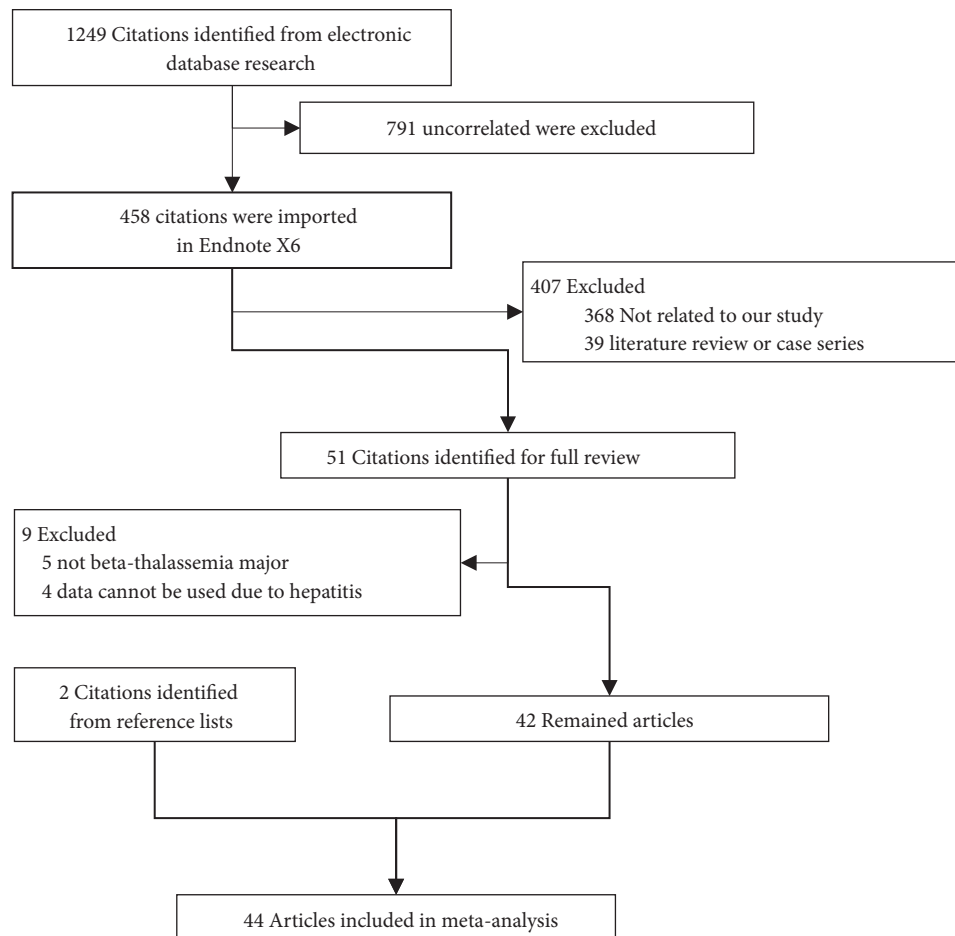 1249 Citations identified from electronic
database research
791 uncorrelated were excluded
458 citations were imported
in Endnote X6
407 Excluded
368 Not related to our study
39 literature review or case series
51 Citations identified for full review
9 Excluded
5 not beta-thalassemia major
4 data cannot be used due to hepatitis
2 Citations identified
from reference lists
42 Remained articles
44 Articles included in meta-analysis